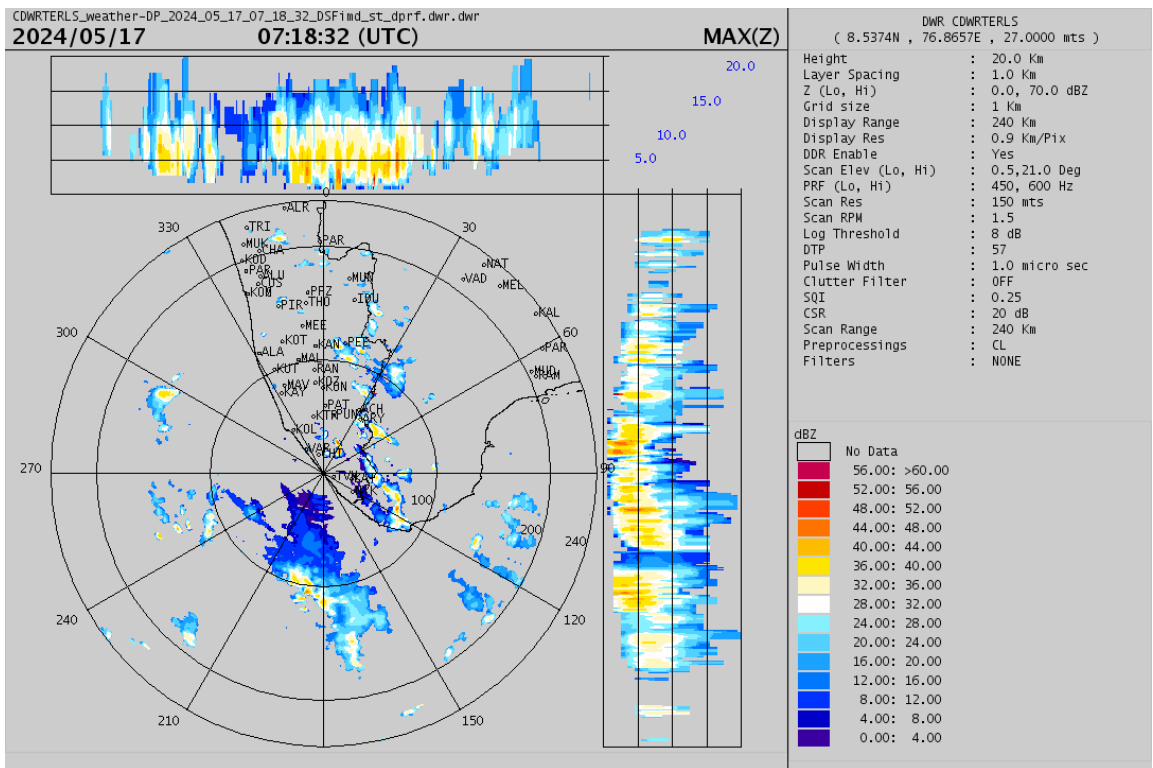 CDWRTERLS_weather-DP_2024_05_17_07_18_32_DSFimd_st_dprf.dwr.dwr
2024/05/17 07:18:32 (UTC) MAX(Z)
20.0
15.0
10.0
5.0
0
330
30
300
60
270
90
240
120
210
150
100
200
240
ALR
TRI
PAR
MUK
CHA
KOD
PAR
ALU
COS
KOM
MUN
NAT
VAD
MEL
PFZ
IDU
PIR
THO
KAL
MEE
KOT
KAN
PEE
PAR
ALA
MAL
KUT
RAN
MUD
RAM
MAV
KOZ
KAY
KON
PAT
ACH
KTR
PUN
ARY
KOL
VAR
CHI
TVM
DWR CDWRTERLS
( 8.5374N , 76.8657E , 27.0000 mts )
Height : 20.0 Km
Layer Spacing : 1.0 Km
Z (Lo, Hi) : 0.0, 70.0 dBZ
Grid size : 1 Km
Display Range : 240 Km
Display Res : 0.9 Km/Pix
DDR Enable : Yes
Scan Elev (Lo, Hi) : 0.5,21.0 Deg
PRF (Lo, Hi) : 450, 600 Hz
Scan Res : 150 mts
Scan RPM : 1.5
Log Threshold : 8 dB
DTP : 57
Pulse Width : 1.0 micro sec
Clutter Filter : OFF
SQI : 0.25
CSR : 20 dB
Scan Range : 240 Km
Preprocessings : CL
Filters : NONE
dBZ
No Data
56.00: >60.00
52.00: 56.00
48.00: 52.00
44.00: 48.00
40.00: 44.00
36.00: 40.00
32.00: 36.00
28.00: 32.00
24.00: 28.00
20.00: 24.00
16.00: 20.00
12.00: 16.00
8.00: 12.00
4.00: 8.00
0.00: 4.00